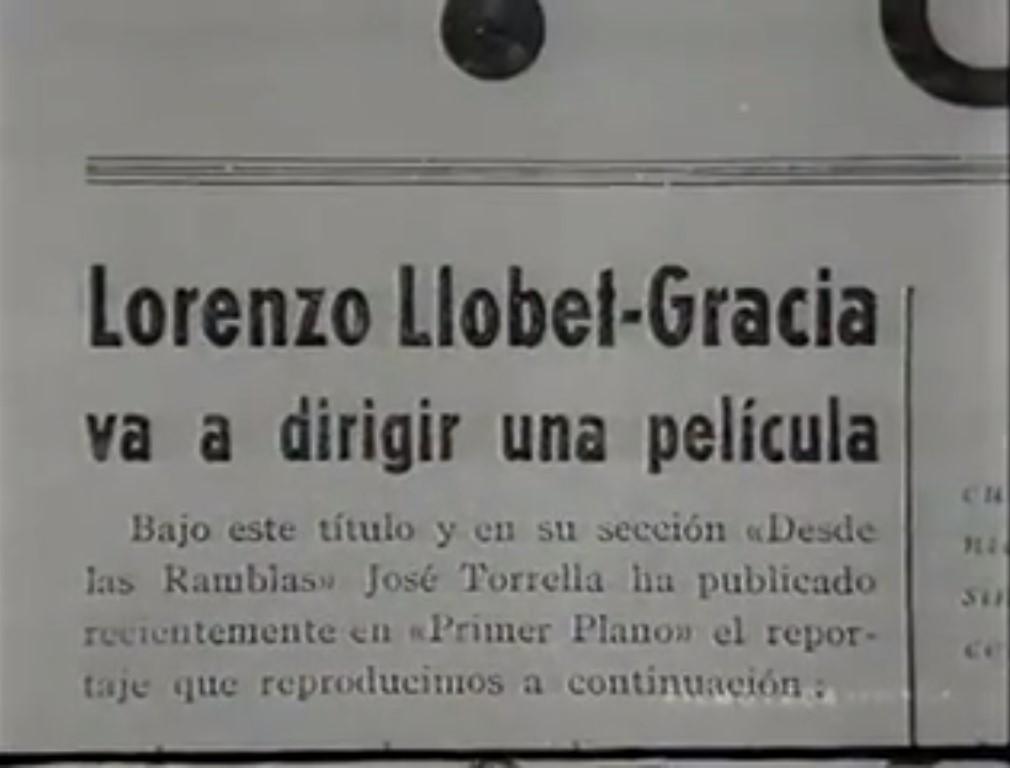 Lorenzo Llobet-Gracia
va a dirigir una película
Bajo este título y en su sección «Desde
las Ramblas» José Torrella ha publicado
recientemente en «Primer Plano» el repor-
taje que reproducimos a continuación: